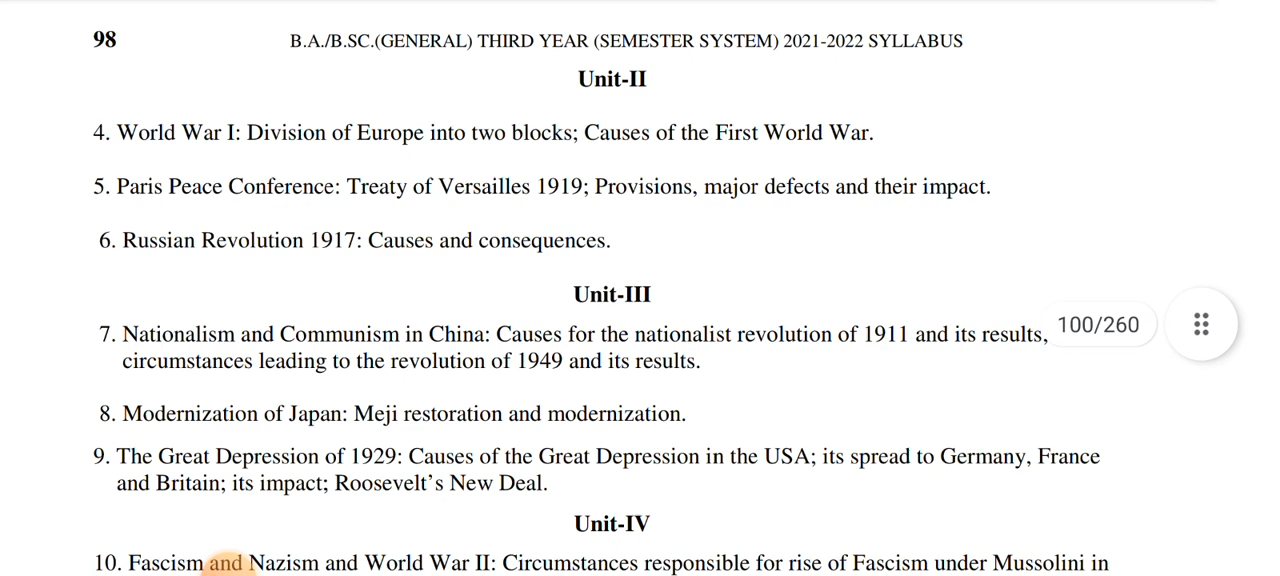 98 B.A./B.SC.(GENERAL) THIRD YEAR (SEMESTER SYSTEM) 2021-2022 SYLLABUS
Unit-II
4. World War I: Division of Europe into two blocks; Causes of the First World War.
5. Paris Peace Conference: Treaty of Versailles 1919; Provisions, major defects and their impact.
6. Russian Revolution 1917: Causes and consequences.
Unit-III
7. Nationalism and Communism in China: Causes for the nationalist revolution of 1911 and its results,
100/260
circumstances leading to the revolution of 1949 and its results.
8. Modernization of Japan: Meji restoration and modernization.
9. The Great Depression of 1929: Causes of the Great Depression in the USA; its spread to Germany, France
and Britain; its impact; Roosevelt’s New Deal.
Unit-IV
10. Fascism and Nazism and World War II: Circumstances responsible for rise of Fascism under Mussolini in